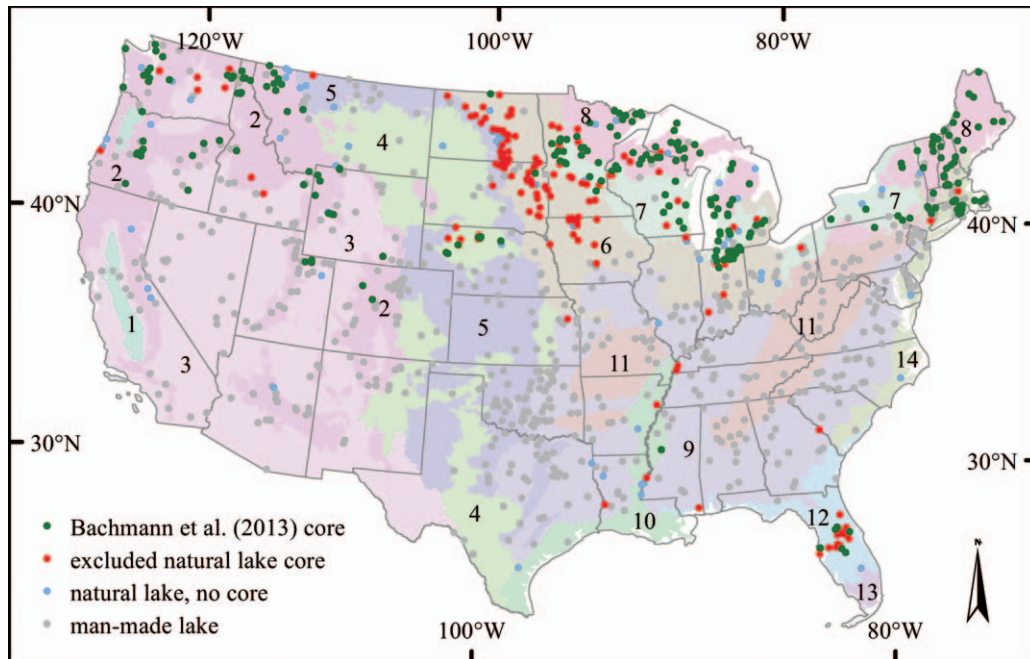 120°W 100°W 80°W
5
8
2
8
4
2
7
7
40°N
40°N
6
3
2
1
5
11
11
3
14
30°N
9
30°N
4
10
12
Bachmann et al. (2013) core
excluded natural lake core
N
natural lake, no core
13
man-made lake
100°W 80°W